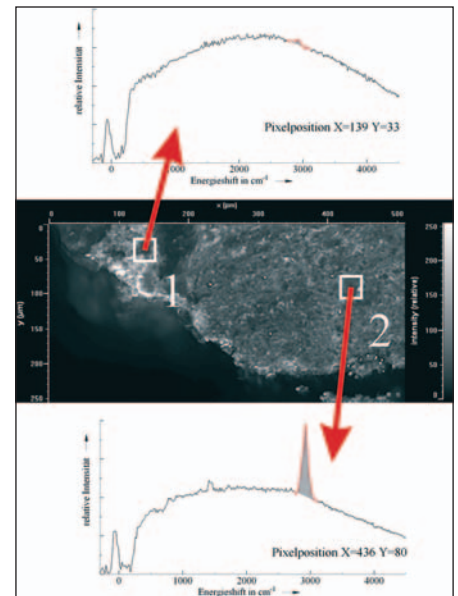 relative Intensität
Pixelposition X=139 Y=33
0 1000 2000 3000 4000
Energieshift in cm⁻¹
x (µm)
0 100 200 300 400 500
y (µm)
0
50
100
150
200
250
1
2
intensity (relative)
250
200
150
100
50
0
relative Intensität
Pixelposition X=436 Y=80
0 1000 2000 3000 4000
Energieshift in cm⁻¹